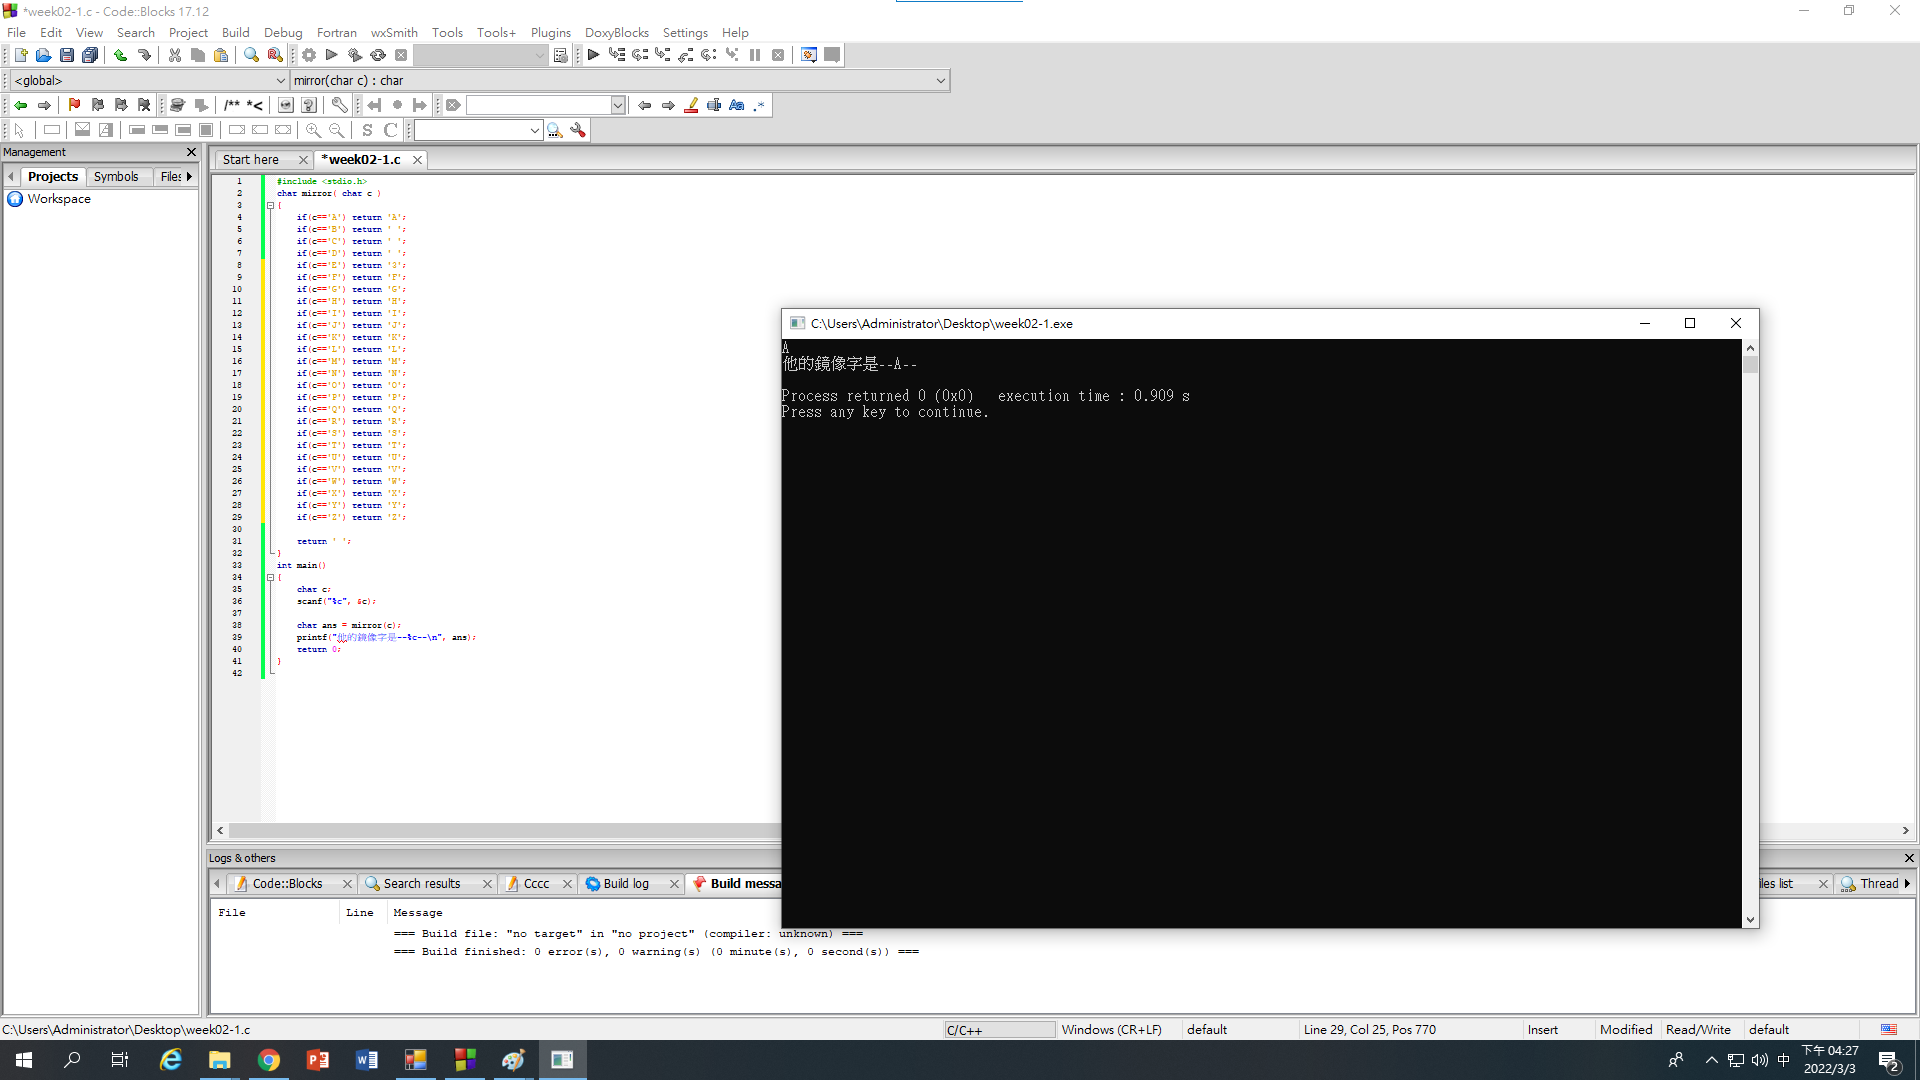 *week02-1.c - Code::Blocks 17.12
File Edit View Search Project Build Debug Fortran wxSmith Tools Tools+ Plugins DoxyBlocks Settings Help
<global> mirror(char c) : char
/** *<
S C
Management
Start here *week02-1.c
Projects Symbols Files
Workspace
1 #include <stdio.h>
2 char mirror( char c )
3 {
4 if(c=='A') return 'A';
5 if(c=='B') return ' ';
6 if(c=='C') return ' ';
7 if(c=='D') return ' ';
8 if(c=='E') return '3';
9 if(c=='F') return 'F';
10 if(c=='G') return 'G';
11 if(c=='H') return 'H';
12 if(c=='I') return 'I';
13 if(c=='J') return 'J';
14 if(c=='K') return 'K';
15 if(c=='L') return 'L';
16 if(c=='M') return 'M';
17 if(c=='N') return 'N';
18 if(c=='O') return 'O';
19 if(c=='P') return 'P';
20 if(c=='Q') return 'Q';
21 if(c=='R') return 'R';
22 if(c=='S') return 'S';
23 if(c=='T') return 'T';
24 if(c=='U') return 'U';
25 if(c=='V') return 'V';
26 if(c=='W') return 'W';
27 if(c=='X') return 'X';
28 if(c=='Y') return 'Y';
29 if(c=='Z') return 'Z';
30
31 return ' ';
32 }
33 int main()
34 {
35 char c;
36 scanf("%c", &c);
37
38 char ans = mirror(c);
39 printf("他的鏡像字是--%c--\n", ans);
40 return 0;
41 }
42
C:\Users\Administrator\Desktop\week02-1.exe
A
他的鏡像字是--A--
Process returned 0 (0x0) execution time : 0.909 s
Press any key to continue.
Logs & others
Code::Blocks Search results Cccc Build log Build messa iles list Thread
File Line Message
=== Build file: "no target" in "no project" (compiler: unknown) ===
=== Build finished: 0 error(s), 0 warning(s) (0 minute(s), 0 second(s)) ===
C:\Users\Administrator\Desktop\week02-1.c C/C++ Windows (CR+LF) default Line 29, Col 25, Pos 770 Insert Modified Read/Write default
中 下午 04:27
2022/3/3
2